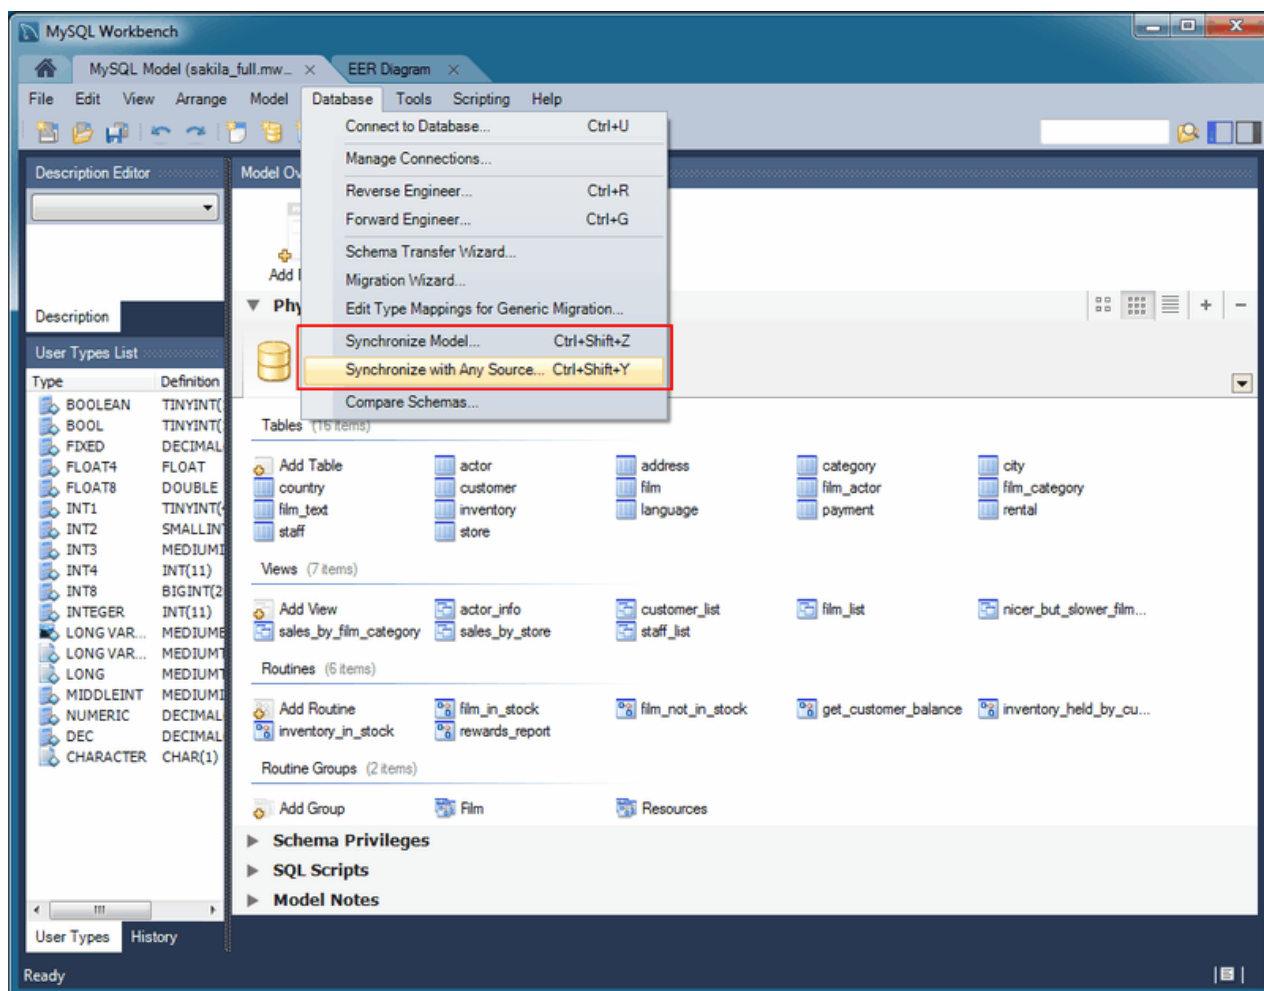 MySQL Workbench
MySQL Model (sakila_full.mw...
EER Diagram
File Edit View Arrange Model Database Tools Scripting Help
Connect to Database... Ctrl+U
Manage Connections...
Reverse Engineer... Ctrl+R
Forward Engineer... Ctrl+G
Schema Transfer Wizard...
Migration Wizard...
Edit Type Mappings for Generic Migration...
Synchronize Model... Ctrl+Shift+Z
Synchronize with Any Source... Ctrl+Shift+Y
Compare Schemas...
Description Editor
Description
User Types List
Type Definition
BOOLEAN TINYINT(
BOOL TINYINT(
FIXED DECIMAL
FLOAT4 FLOAT
FLOAT8 DOUBLE
INT1 TINYINT(
INT2 SMALLIN
INT3 MEDIUMI
INT4 INT(11)
INT8 BIGINT(2
INTEGER INT(11)
LONG VAR... MEDIUMB
LONG VAR... MEDIUMT
LONG MEDIUMT
MIDDLEINT MEDIUMI
NUMERIC DECIMAL
DEC DECIMAL
CHARACTER CHAR(1)
User Types History
Model Ov
Add
Phy
Tables (16 items)
Add Table actor address category city
country customer film film_actor film_category
film_text inventory language payment rental
staff store
Views (7 items)
Add View actor_info customer_list film_list nicer_but_slower_film...
sales_by_film_category sales_by_store staff_list
Routines (6 items)
Add Routine film_in_stock film_not_in_stock get_customer_balance inventory_held_by_cu...
inventory_in_stock rewards_report
Routine Groups (2 items)
Add Group Film Resources
Schema Privileges
SQL Scripts
Model Notes
Ready